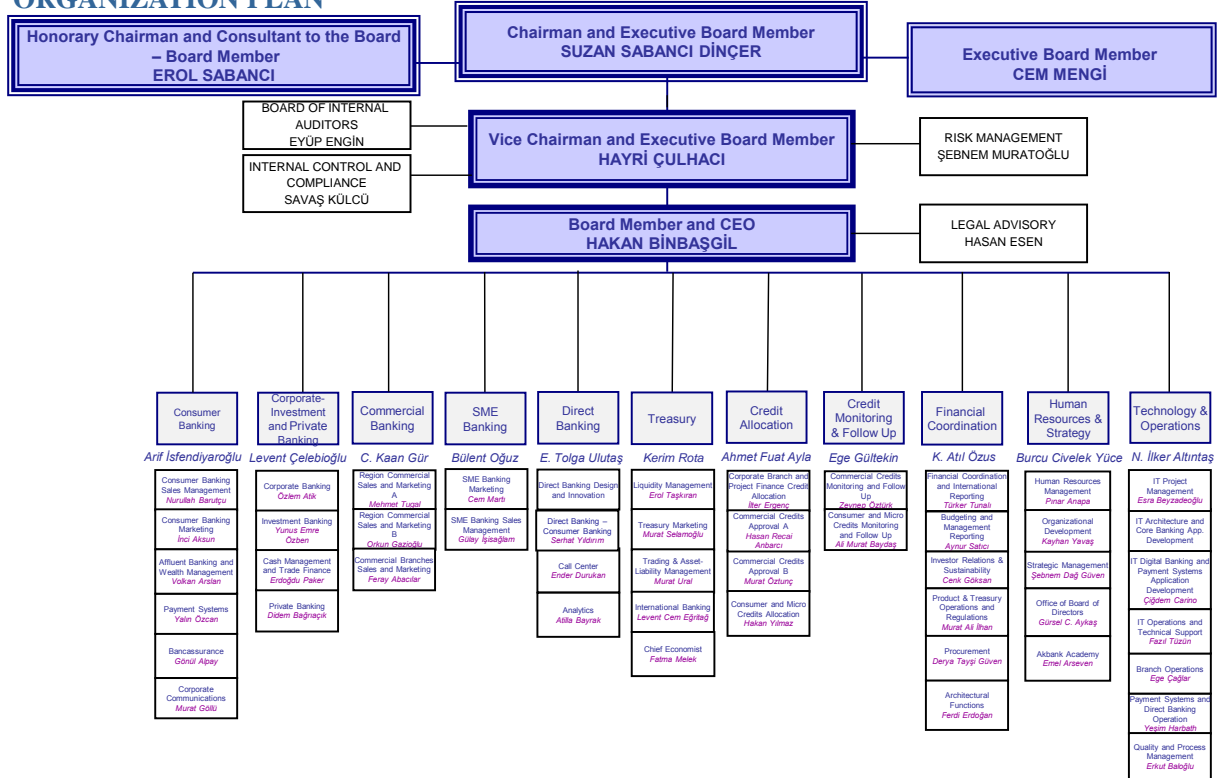 ORGANIZATION PLAN
Honorary Chairman and Consultant to the Board
– Board Member
EROL SABANCI
Chairman and Executive Board Member
SUZAN SABANCI DİNÇER
Executive Board Member
CEM MENGİ
BOARD OF INTERNAL
AUDITORS
EYÜP ENGİN
INTERNAL CONTROL AND
COMPLIANCE
SAVAŞ KÜLCÜ
Vice Chairman and Executive Board Member
HAYRİ ÇULHACI
RISK MANAGEMENT
ŞEBNEM MURATOĞLU
Board Member and CEO
HAKAN BİNBAŞGİL
LEGAL ADVISORY
HASAN ESEN
Consumer
Banking
Arif İsfendiyaroğlu
Consumer Banking
Sales Management
Nurullah Barutçu
Consumer Banking
Marketing
İnci Aksun
Affluent Banking and
Wealth Management
Volkan Arslan
Payment Systems
Yalın Özcan
Bancassurance
Gönül Alpay
Corporate
Communications
Murat Göllü
Corporate-
Investment
and Private
Banking
Levent Çelebioğlu
Corporate Banking
Özlem Atik
Investment Banking
Yunus Emre
Özben
Cash Management
and Trade Finance
Erdoğdu Paker
Private Banking
Didem Bağrıaçık
Commercial
Banking
C. Kaan Gür
Region Commercial
Sales and Marketing
A
Mehmet Tugal
Region Commercial
Sales and Marketing
B
Orkun Gazioğlu
Commercial Branches
Sales and Marketing
Feray Abacılar
SME
Banking
Bülent Oğuz
SME Banking
Marketing
Cem Martı
SME Banking Sales
Management
Gülay Işisağlam
Direct
Banking
E. Tolga Ulutaş
Direct Banking Design
and Innovation
Direct Banking –
Consumer Banking
Serhat Yıldırım
Call Center
Ender Durukan
Analytics
Atilla Bayrak
Treasury
Kerim Rota
Liquidity Management
Erol Taşkıran
Treasury Marketing
Murat Selamoğlu
Trading & Asset-
Liability Management
Murat Ural
International Banking
Levent Cem Eğritağ
Chief Economist
Fatma Melek
Credit
Allocation
Ahmet Fuat Ayla
Corporate Branch and
Project Finance Credit
Allocation
İlter Ergenç
Commercial Credits
Approval A
Hasan Recai
Anbarcı
Commercial Credits
Approval B
Murat Öztunç
Consumer and Micro
Credits Allocation
Hakan Yılmaz
Credit
Monitoring
& Follow Up
Ege Gültekin
Commercial Credits
Monitoring and Follow
Up
Zeynep Öztürk
Consumer and Micro
Credits Monitoring
and Follow Up
Ali Murat Baydaş
Financial
Coordination
K. Atıl Özus
Financial Coordination
and International
Reporting
Türker Tunalı
Budgeting and
Management
Reporting
Aynur Satıcı
Investor Relations &
Sustainability
Cenk Göksan
Product & Treasury
Operations and
Regulations
Murat Ali İlhan
Procurement
Derya Tayşi Güven
Architectural
Functions
Ferdi Erdoğan
Human
Resources &
Strategy
Burcu Civelek Yüce
Human Resources
Management
Pınar Anapa
Organizational
Development
Kayhan Yavaş
Strategic Management
Şebnem Dağ Güven
Office of Board of
Directors
Gürsel C. Aykaş
Akbank Academy
Emel Arseven
Technology &
Operations
N. İlker Altıntaş
IT Project
Management
Esra Beyzadeoğlu
IT Architecture and
Core Banking App.
Development
IT Digital Banking and
Payment Systems
Application
Development
Çiğdem Carino
IT Operations and
Technical Support
Fazıl Tüzün
Branch Operations
Ege Çağlar
Payment Systems and
Direct Banking
Operation
Yeşim Harbath
Quality and Process
Management
Erkut Baloğlu